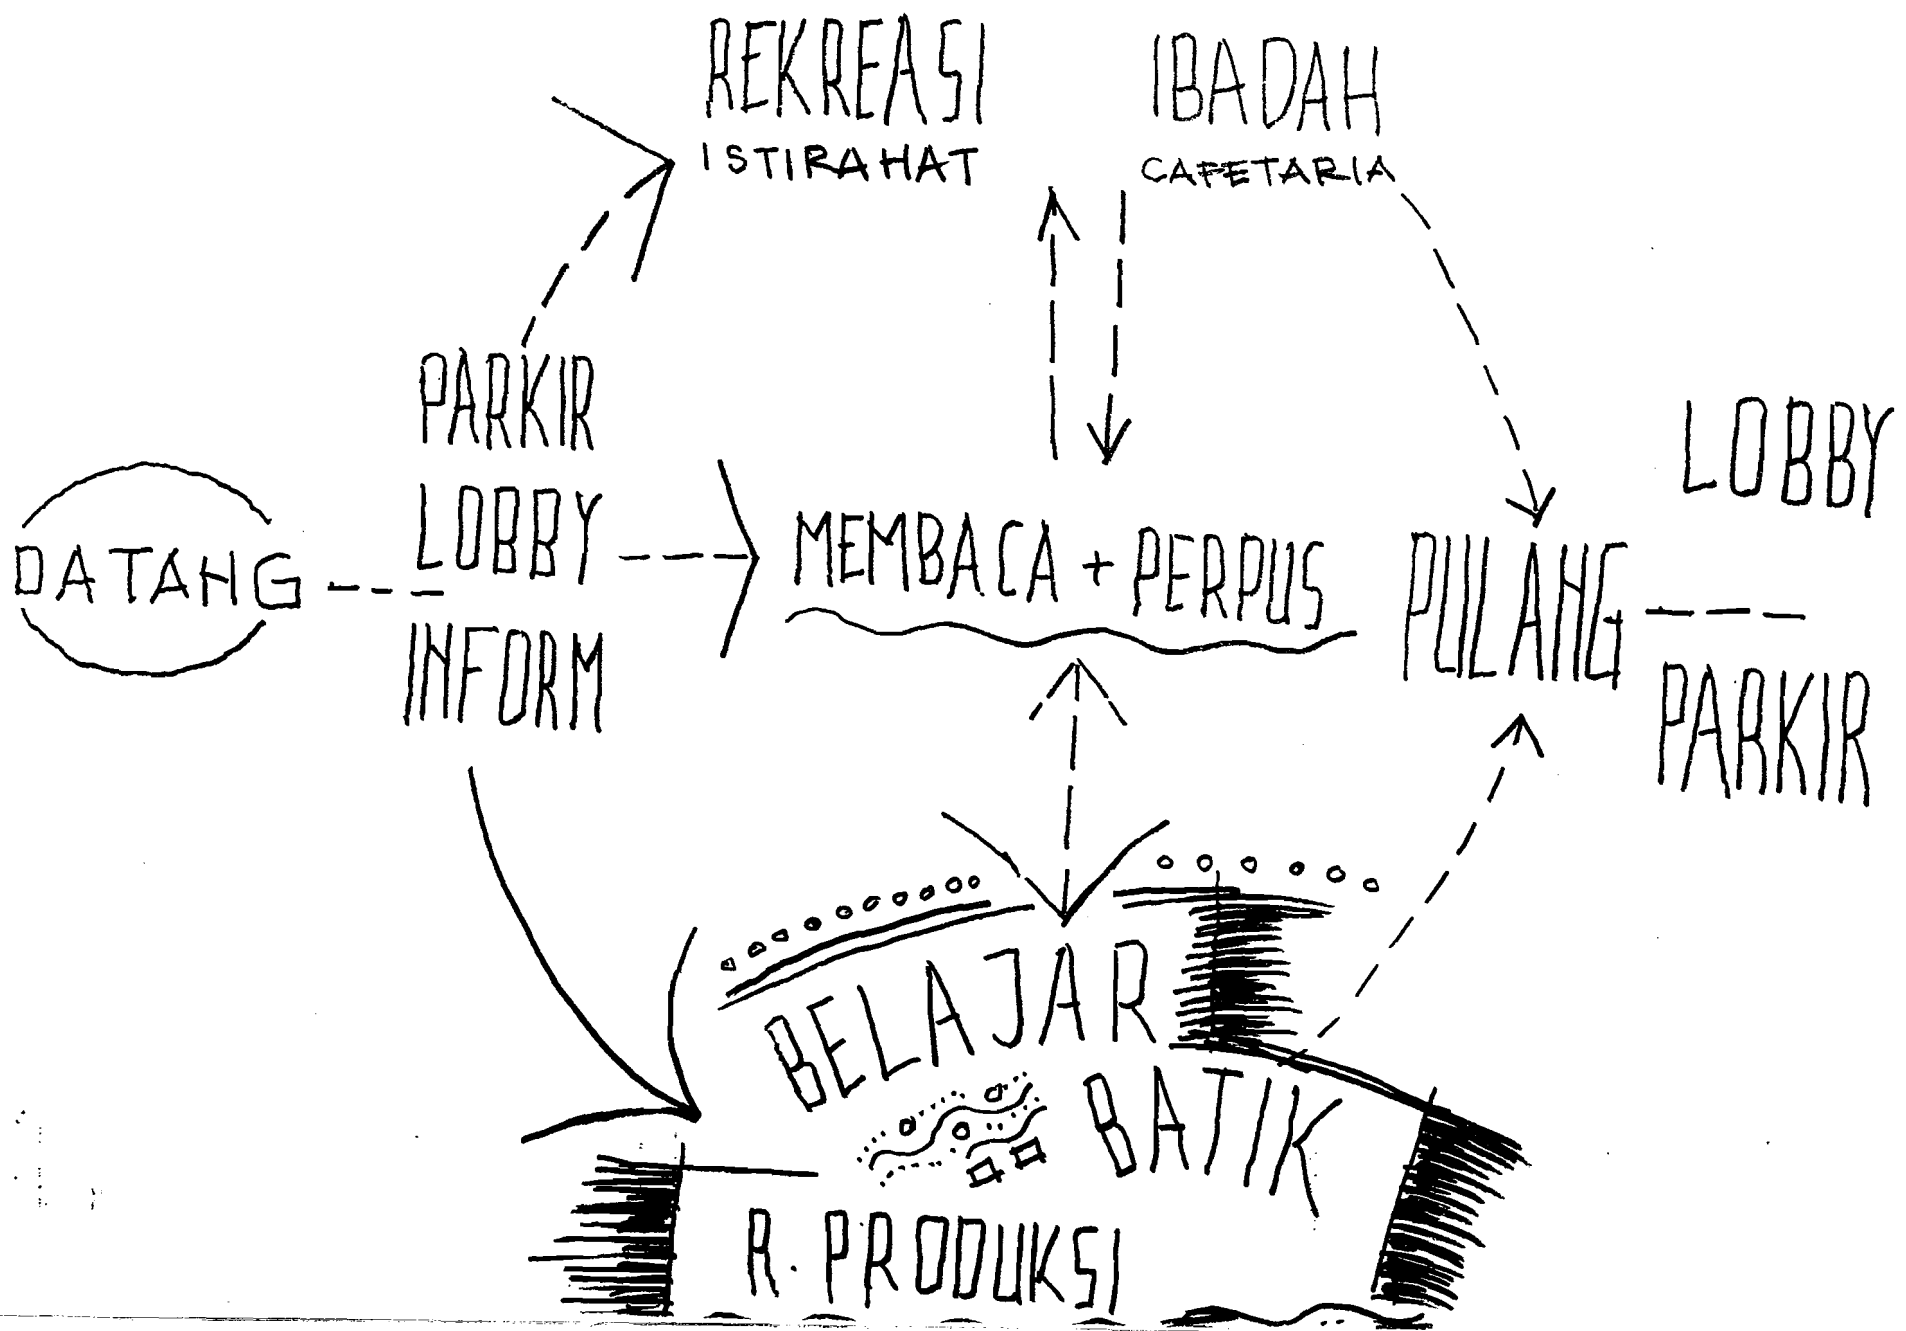 REKREASI
ISTIRAHAT
IBADAH
CAFETARIA
PARKIR
LOBBY
INFORM
DATANG
MEMBACA + PERPUS
PULANG
LOBBY
PARKIR
BELAJAR
BATIK
R. PRODUKSI